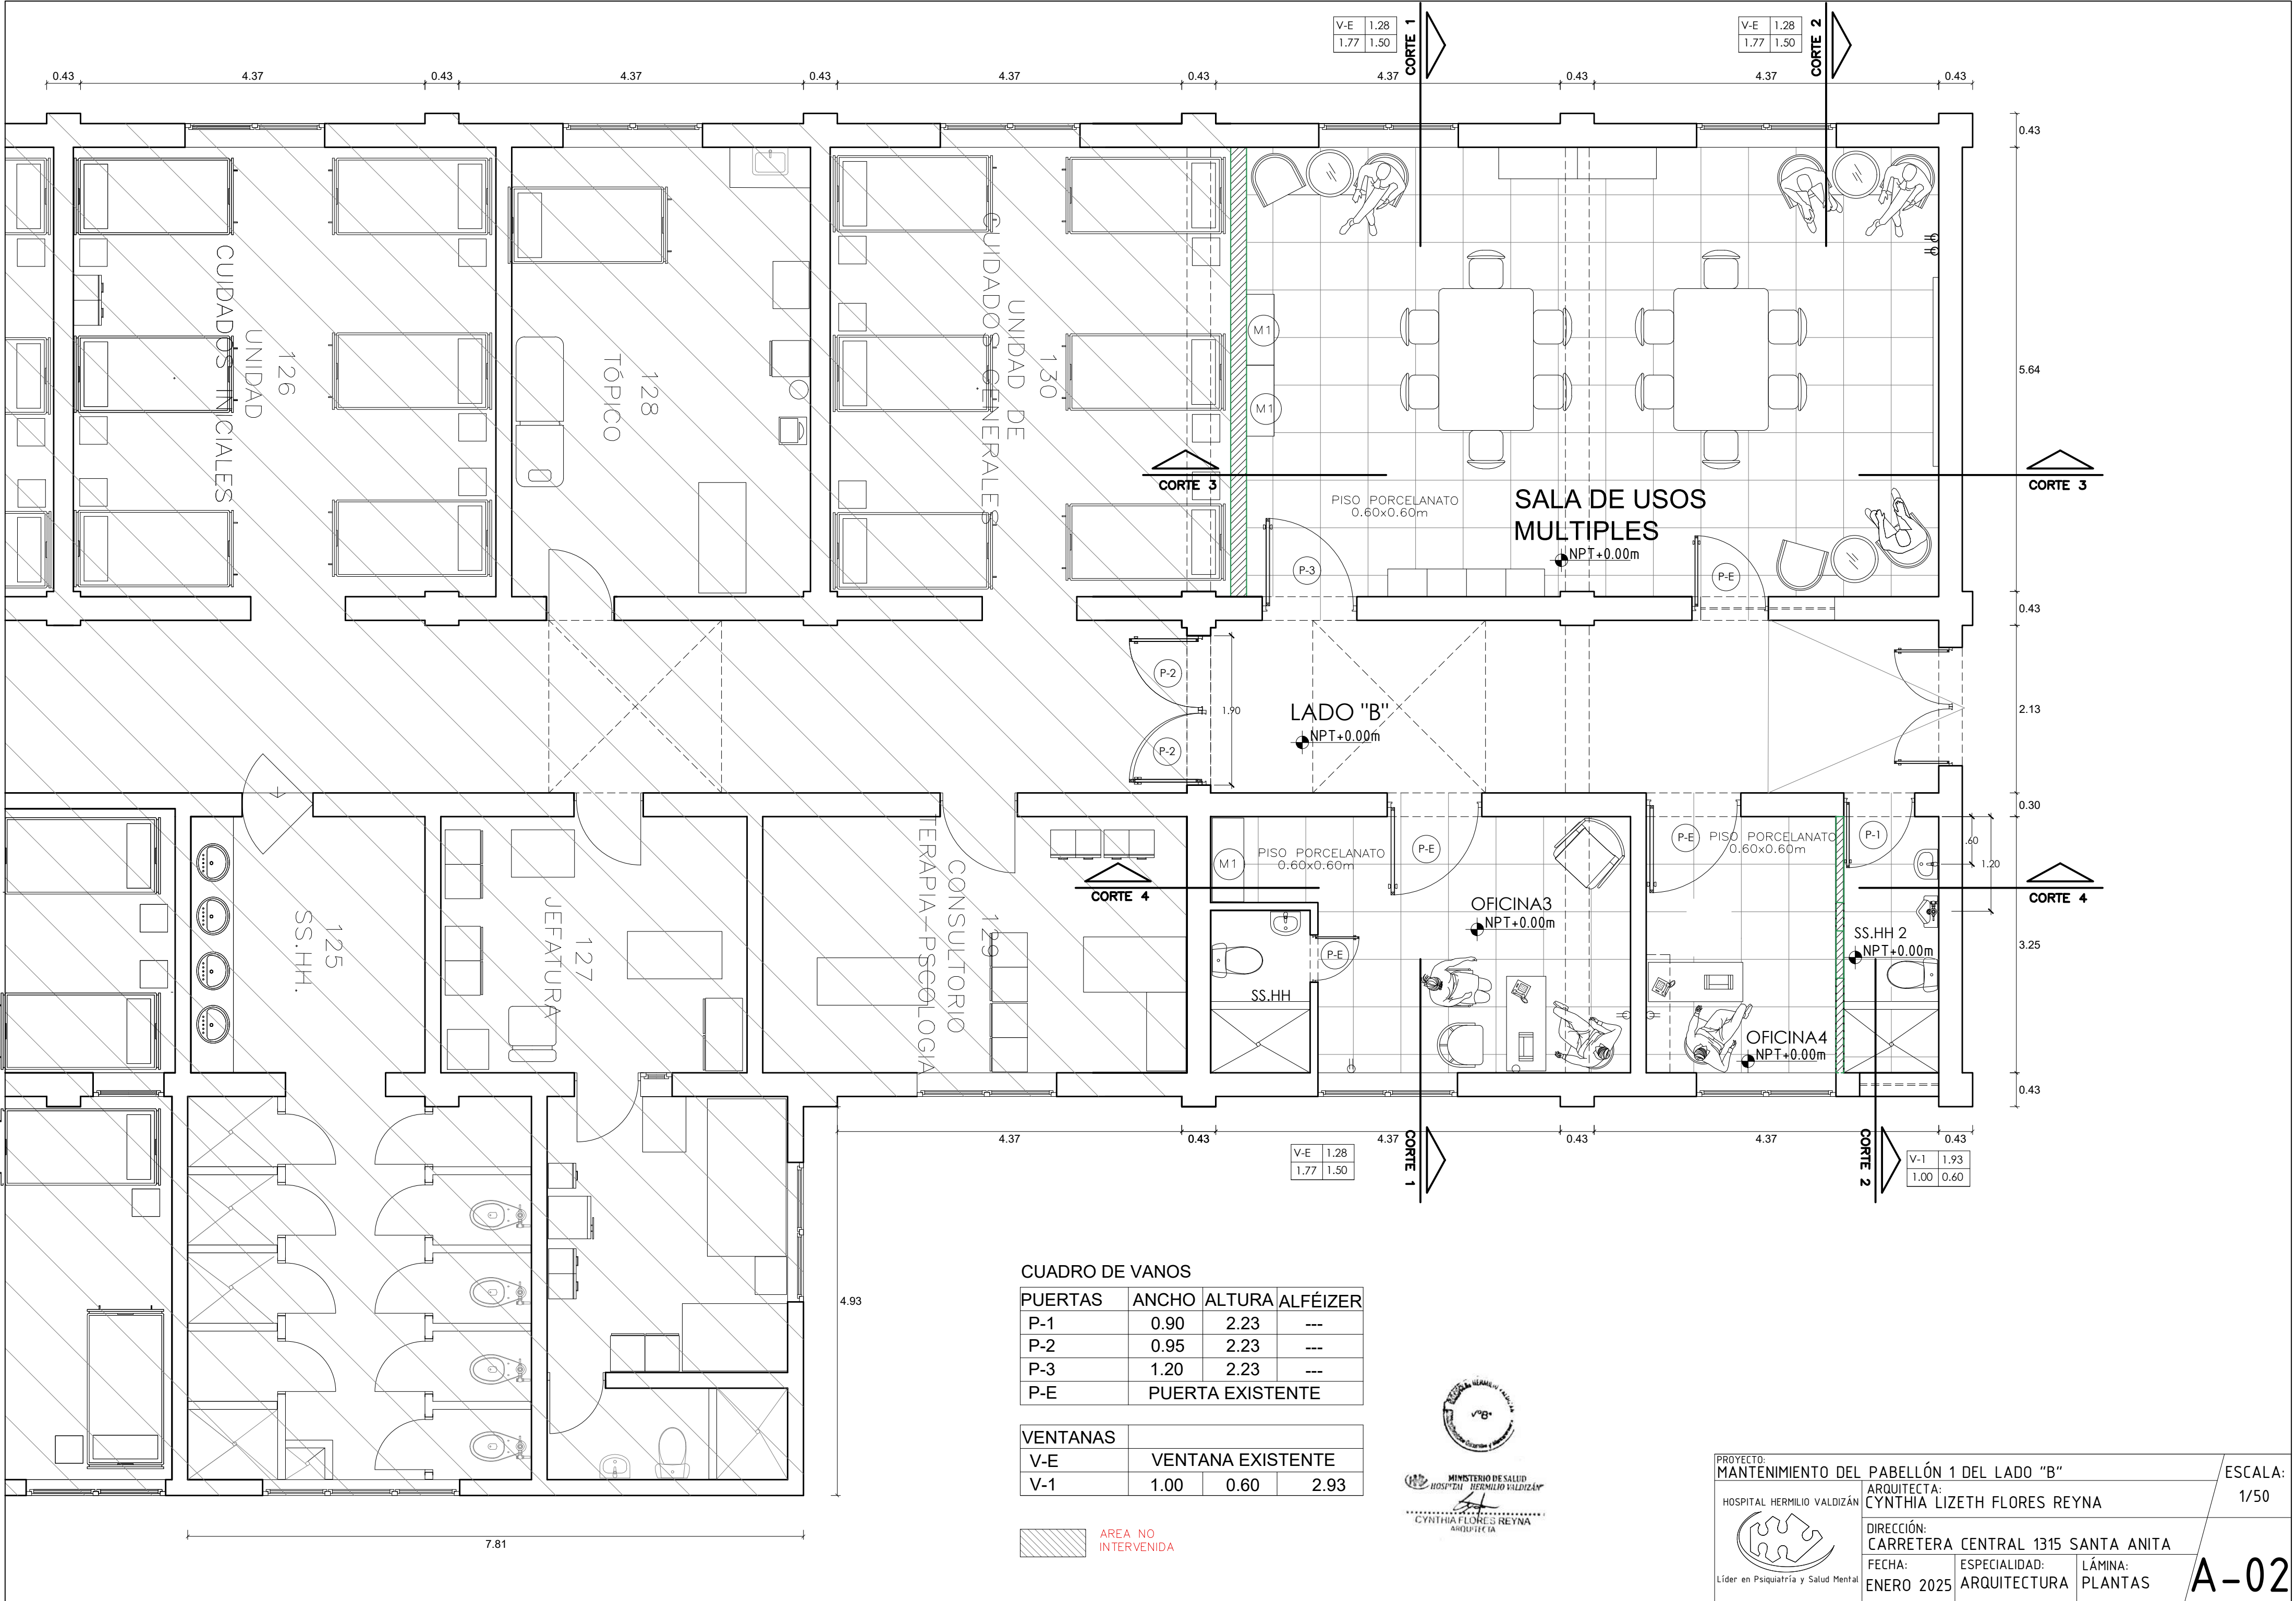 V-E 1.28
1.77 1.50
CORTE 1
V-E 1.28
1.77 1.50
CORTE 2
0.43 4.37 0.43 4.37 0.43 4.37 0.43 4.37 0.43 4.37 0.43
0.43
5.64
0.43
2.13
0.30
3.25
0.43
126
UNIDAD
CUIDADOS INICIALES
128
TÓPICO
130
UNIDAD DE
CUIDADOS GENERALES
M1
M1
CORTE 3
PISO PORCELANATO
0.60x0.60m
SALA DE USOS
MULTIPLES
NPT+0.00m
CORTE 3
P-3
P-E
P-2
P-2
1.90
LADO "B"
NPT+0.00m
125
SS.HH.
127
JEFATURA
129
CONSULTORIO
TERAPIA-PSCOLOGIA
CORTE 4
M1
PISO PORCELANATO
0.60x0.60m
P-E
OFICINA3
NPT+0.00m
P-E
SS.HH
P-E
PISO PORCELANATO
0.60x0.60m
P-1
.60
1.20
CORTE 4
SS.HH 2
NPT+0.00m
OFICINA4
NPT+0.00m
4.37 0.43 4.37 0.43 4.37 0.43
V-E 1.28
1.77 1.50
CORTE 1
CORTE 2
V-1 1.93
1.00 0.60
4.93
7.81
CUADRO DE VANOS
PUERTAS ANCHO ALTURA ALFÉIZER
P-1 0.90 2.23 ---
P-2 0.95 2.23 ---
P-3 1.20 2.23 ---
P-E PUERTA EXISTENTE
VENTANAS
V-E VENTANA EXISTENTE
V-1 1.00 0.60 2.93
AREA NO
INTERVENIDA
VºBº
MINISTERIO DE SALUD
HOSPITAL HERMILIO VALDIZÁN"
CYNTHIA FLORES REYNA
ARQUITECTA
PROYECTO:
MANTENIMIENTO DEL PABELLÓN 1 DEL LADO "B"
ESCALA:
1/50
HOSPITAL HERMILIO VALDIZÁN
Líder en Psiquiatría y Salud Mental
ARQUITECTA:
CYNTHIA LIZETH FLORES REYNA
DIRECCIÓN:
CARRETERA CENTRAL 1315 SANTA ANITA
FECHA:
ENERO 2025
ESPECIALIDAD:
ARQUITECTURA
LÁMINA:
PLANTAS
A-02